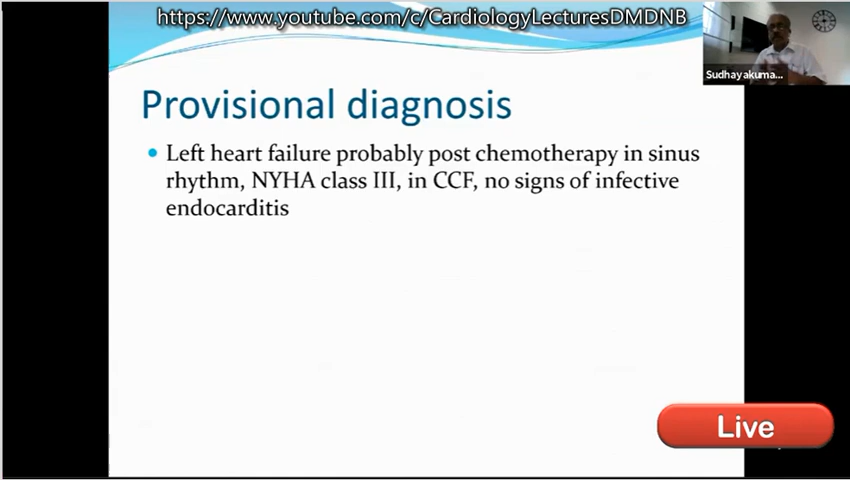 https://www.youtube.com/c/CardiologyLecturesDMDNB
Sudhayakuma...
Provisional diagnosis
Left heart failure probably post chemotherapy in sinus
rhythm, NYHA class III, in CCF, no signs of infective
endocarditis
Live